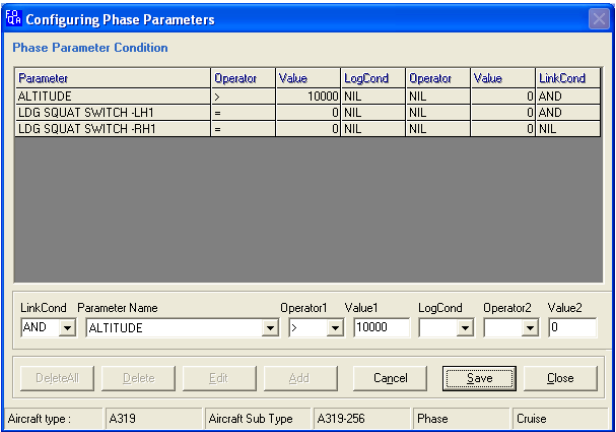 FO QA Configuring Phase Parameters
Phase Parameter Condition
Parameter Operator Value LogCond Operator Value LinkCond
ALTITUDE > 10000 NIL NIL 0 AND
LDG SQUAT SWITCH -LH1 = 0 NIL NIL 0 AND
LDG SQUAT SWITCH -RH1 = 0 NIL NIL 0 NIL
LinkCond Parameter Name Operator1 Value1 LogCond Operator2 Value2
AND ALTITUDE > 10000 0
DeleteAll Delete Edit Add Cancel Save Close
Aircraft type : A319 Aircraft Sub Type A319-256 Phase Cruise